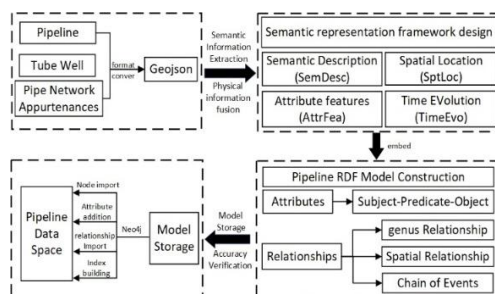 Pipeline
Tube Well
Pipe Network
Appurtenances
format
conver
Geojson
Semantic
Information
Extraction
Physical
information
fusion
Semantic representation framework design
Semantic Description
(SemDesc)
Spatial Location
(SptLoc)
Attribute features
(AttrFea)
Time EVolution
(TimeEvo)
embed
Pipeline RDF Model Construction
Attributes
Subject-Predicate-Object
Relationships
genus Relationship
Spatial Relationship
Chain of Events
Model
Storage
Accuracy
Verification
Model
Storage
Neo4j
Node import
Attribute
addition
relationship
Import
Index
building
Pipeline
Data
Space